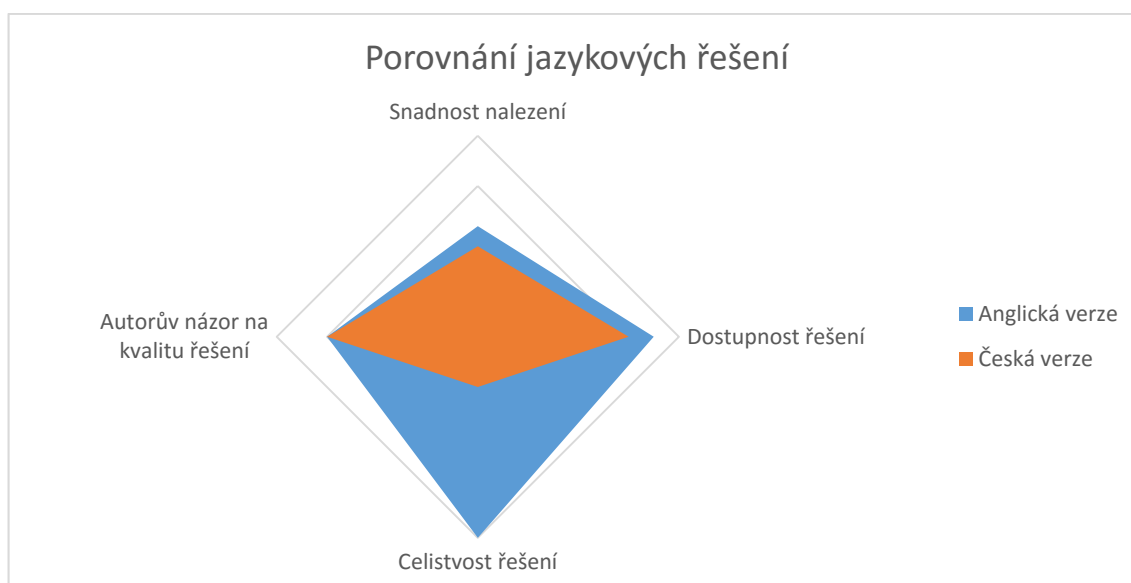 Porovnání jazykových řešení
Snadnost nalezení
Autorův názor na
kvalitu řešení
Dostupnost řešení
Anglická verze
Česká verze
Celistvost řešení